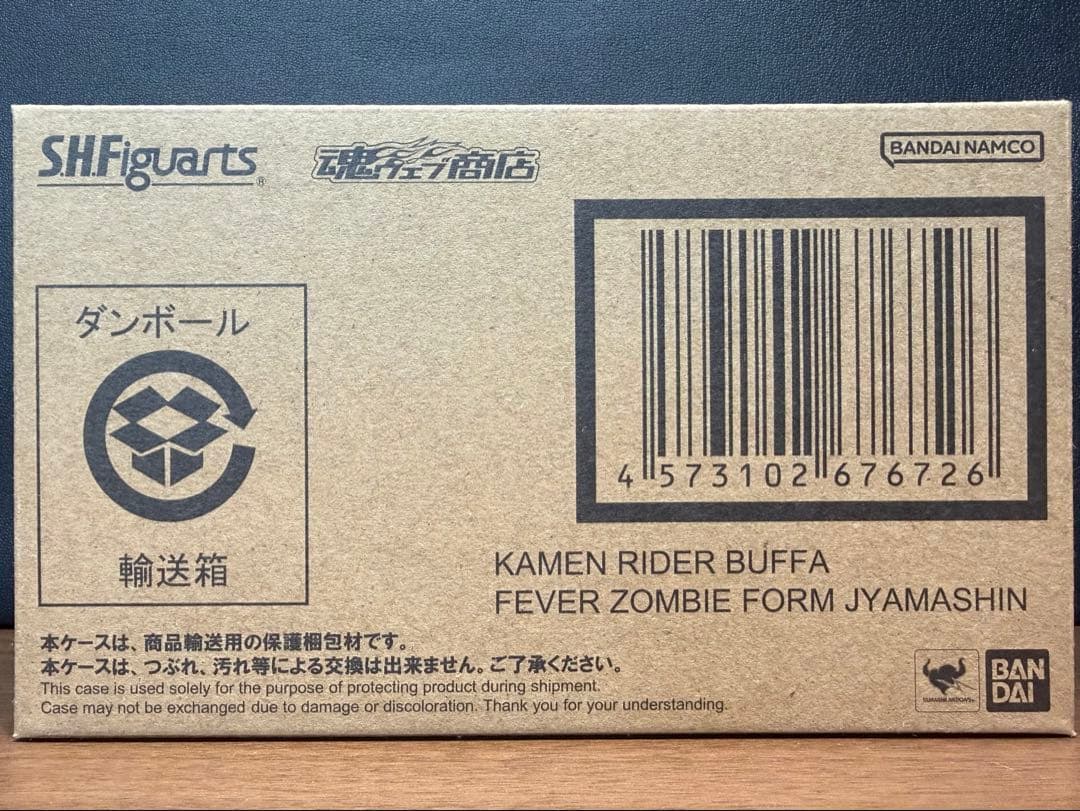 S.H.Figuarts®
魂ウェブ商店
BANDAI NAMCO
ダンボール
輸送箱
4 573102 676726
KAMEN RIDER BUFFA
FEVER ZOMBIE FORM JYAMASHIN
本ケースは、商品輸送用の保護梱包材です。
本ケースは、つぶれ、汚れ等による交換は出来ません。ご了承ください。
This case is used solely for the purpose of protecting product during shipment.
Case may not be exchanged due to damage or discoloration. Thank you for your understanding.
TAMASHII NATIONS
BAN
DAI